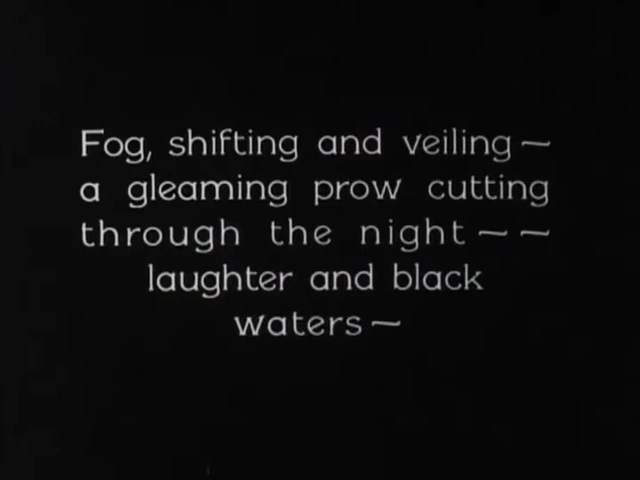 Fog, shifting and veiling —
a gleaming prow cutting
through the night — —
laughter and black
waters —